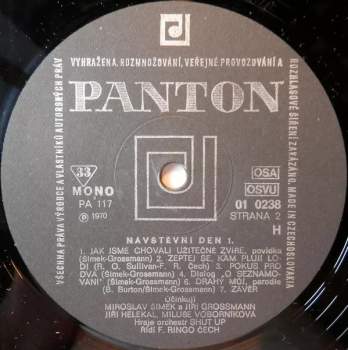 VYHRAŽENA. ROZMNOŽOVÁNÍ, VEŘEJNÉ PROVOZOVÁNÍ A
ROZHLASOVÉ ŠÍŘENÍ ZAKÁZÁNO. MADE IN CZECHOSLOVAKIA
VŠECHNA PRÁVA VÝROBCE A VLASTNÍKŮ AUTORSKÝCH PRÁV
PANTON
33
MONO
PA 117
Ⓟ 1970
OSA
OSVU
01 0238
STRANA 2
H
NÁVŠTĚVNÍ DEN 1.
1. JAK JSME CHOVALI UŽITEČNÉ ZVÍŘE, povídka
(Šimek-Grossmann) 2. ZEPTEJ SE, KAM PLUJÍ LO-
DÍ (R. O. Sullivan-F. R. Čech) 3. POKUS PRO
DVA (Šimek-Grossmann) 4. Dialog „O SEZNAMO-
VÁNÍ" (Šimek-Grossmann) 6. DRAHÝ MŮJ, parodie
(B. Burton/Šimek-Grossmann) 7. ZÁVĚR
Účinkují
MIROSLAV ŠIMEK A JIŘÍ GROSSMANN
JIŘÍ HELEKAL, MILUŠE VOBORNÍKOVÁ
Hraje orchestr SHUT UP
Řídí F. RINGO ČECH